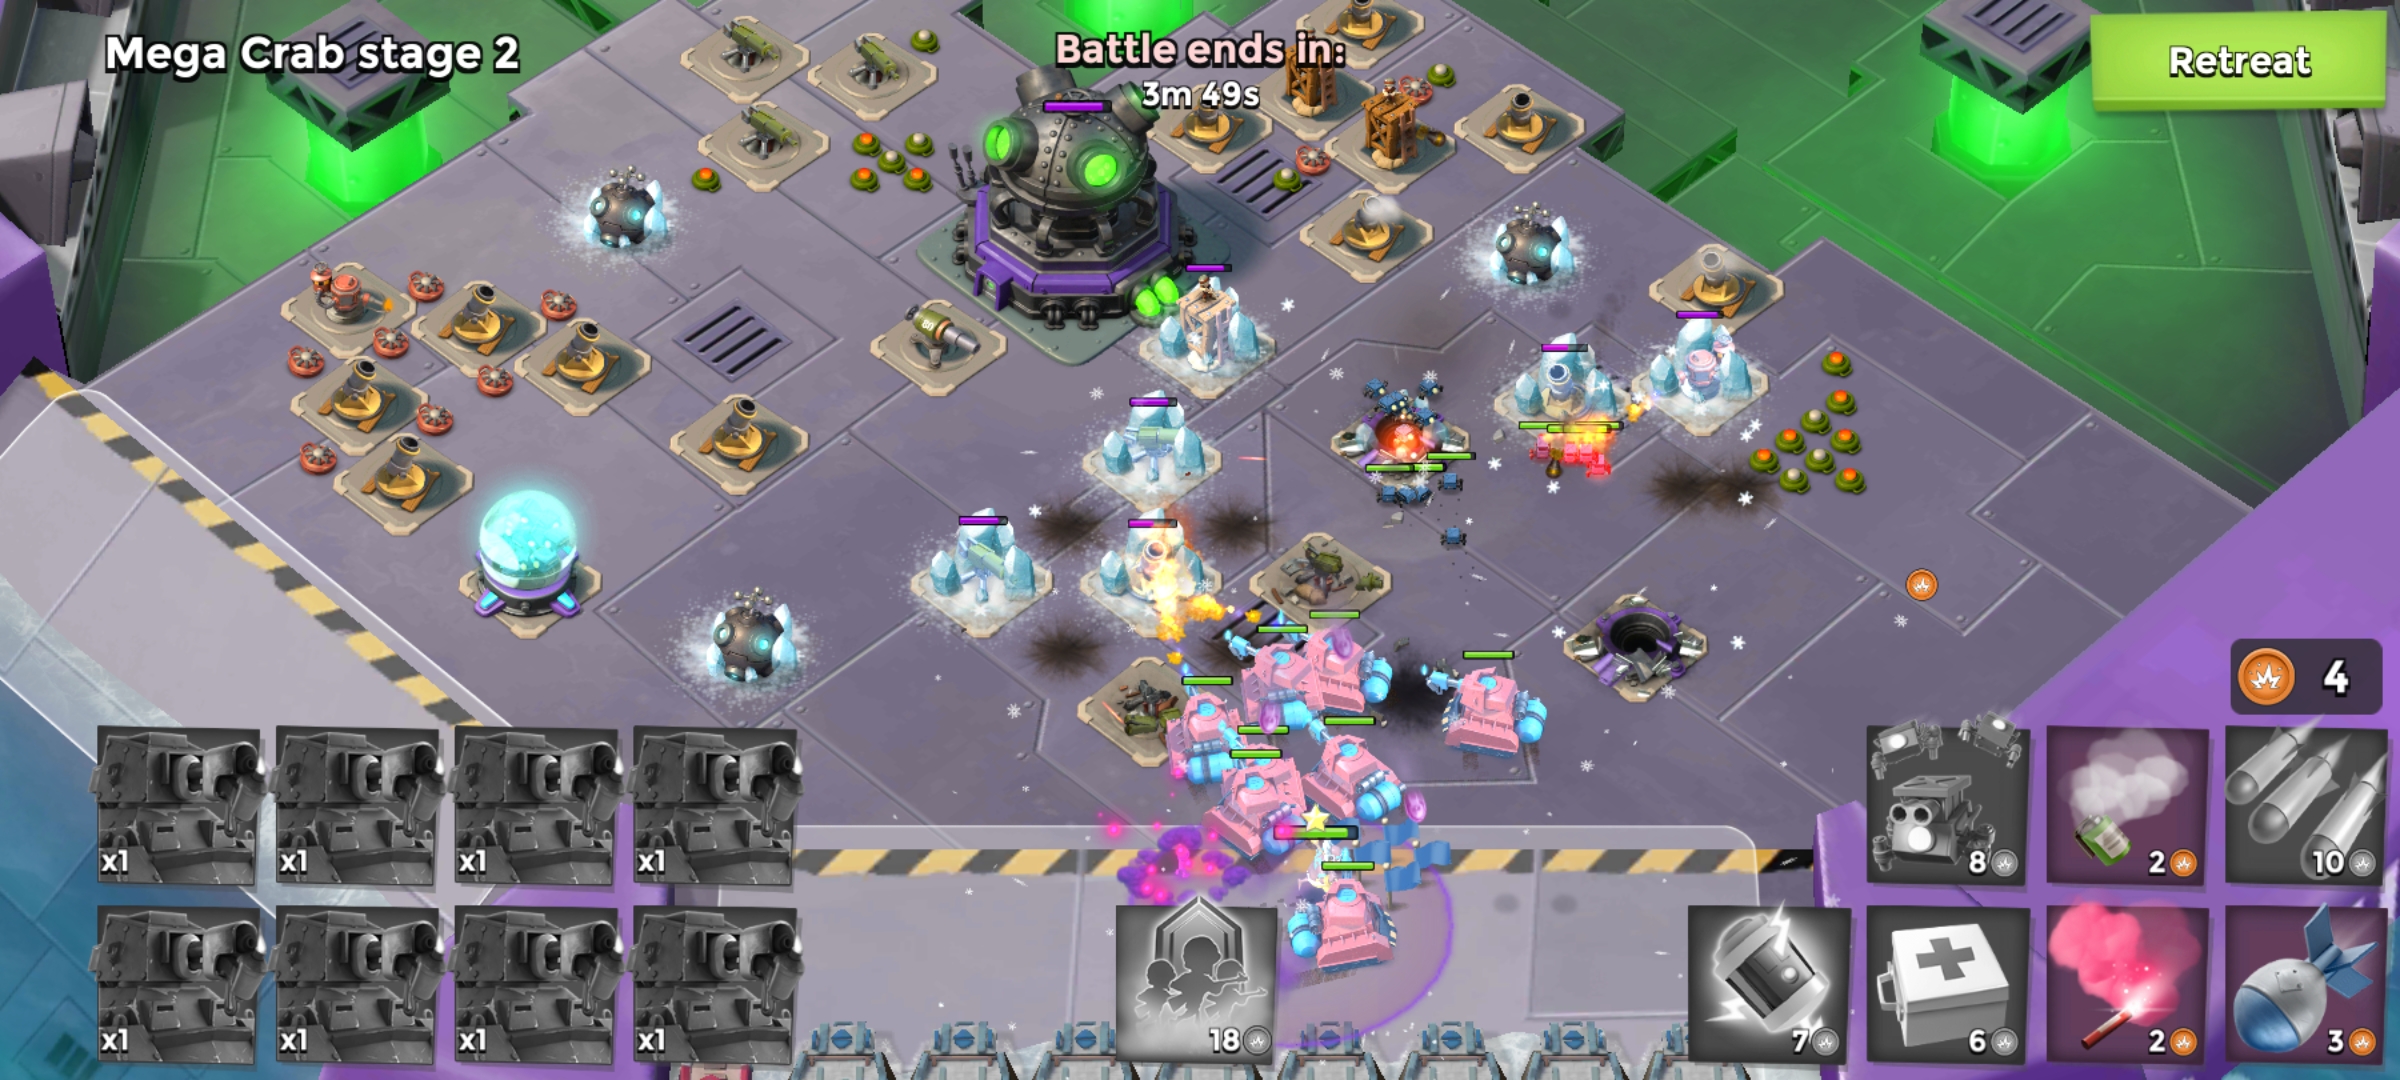 Mega Crab stage 2
Battle ends in:
3m 49s
Retreat
4
x1
x1
x1
x1
8
2
10
x1
x1
x1
x1
18
7
6
2
3